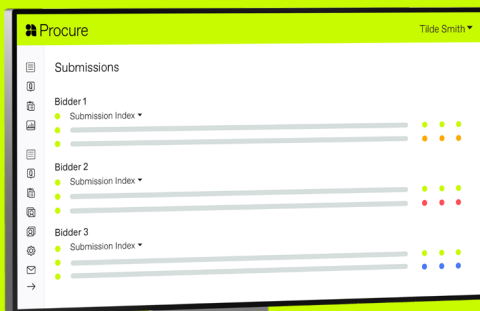 Procure
Tilde Smith
Submissions
Bidder 1
Submission Index
Bidder 2
Submission Index
Bidder 3
Submission Index